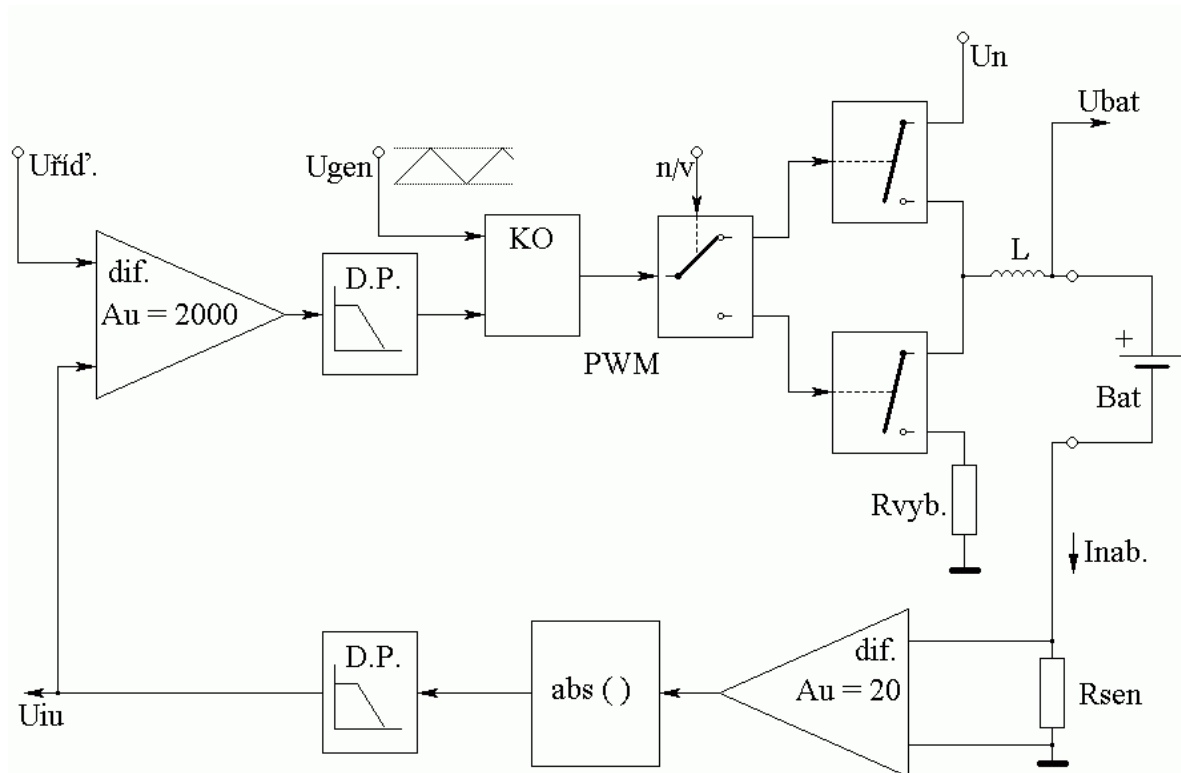 Un
Ubat
Uříď.
Ugen
n/v
KO
L
dif.
Au = 2000
D.P.
PWM
+
Bat
Rvyb.
Inab.
D.P.
abs ( )
dif.
Au = 20
Rsen
Uiu